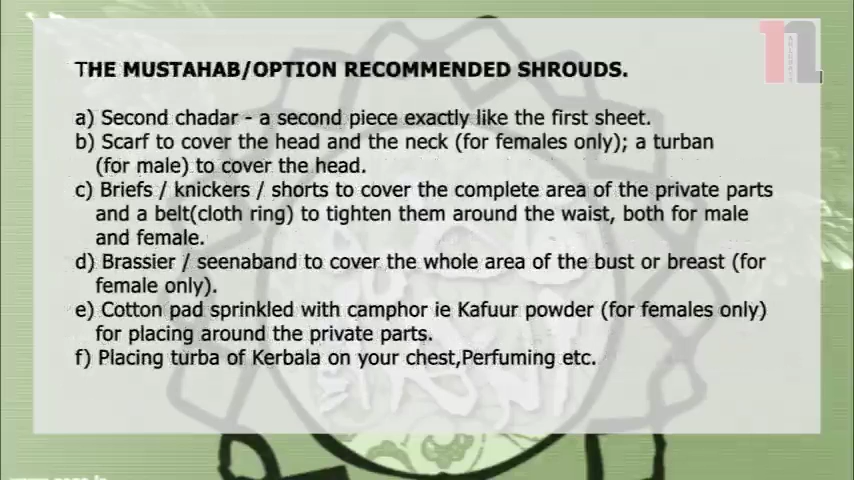 THE MUSTAHAB/OPTION RECOMMENDED SHROUDS.
a) Second chadar - a second piece exactly like the first sheet.
b) Scarf to cover the head and the neck (for females only); a turban
(for male) to cover the head.
c) Briefs / knickers / shorts to cover the complete area of the private parts
and a belt(cloth ring) to tighten them around the waist, both for male
and female.
d) Brassier / seenaband to cover the whole area of the bust or breast (for
female only).
e) Cotton pad sprinkled with camphor ie Kafuur powder (for females only)
for placing around the private parts.
f) Placing turba of Kerbala on your chest,Perfuming etc.